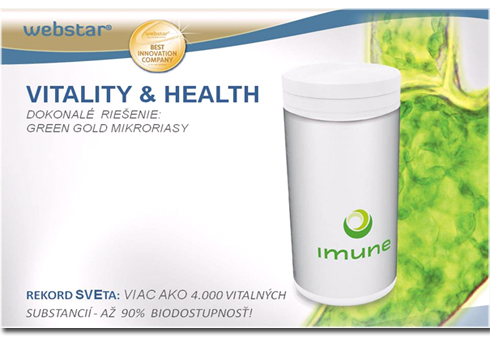 webstar®
webstar
BEST
INNOVATION
COMPANY
VITALITY & HEALTH
DOKONALÉ RIEŠENIE:
GREEN GOLD MIKRORIASY
imune
REKORD SVETA: VIAC AKO 4.000 VITALNÝCH
SUBSTANCIÍ - AŽ 90% BIODOSTUPNOSŤ!